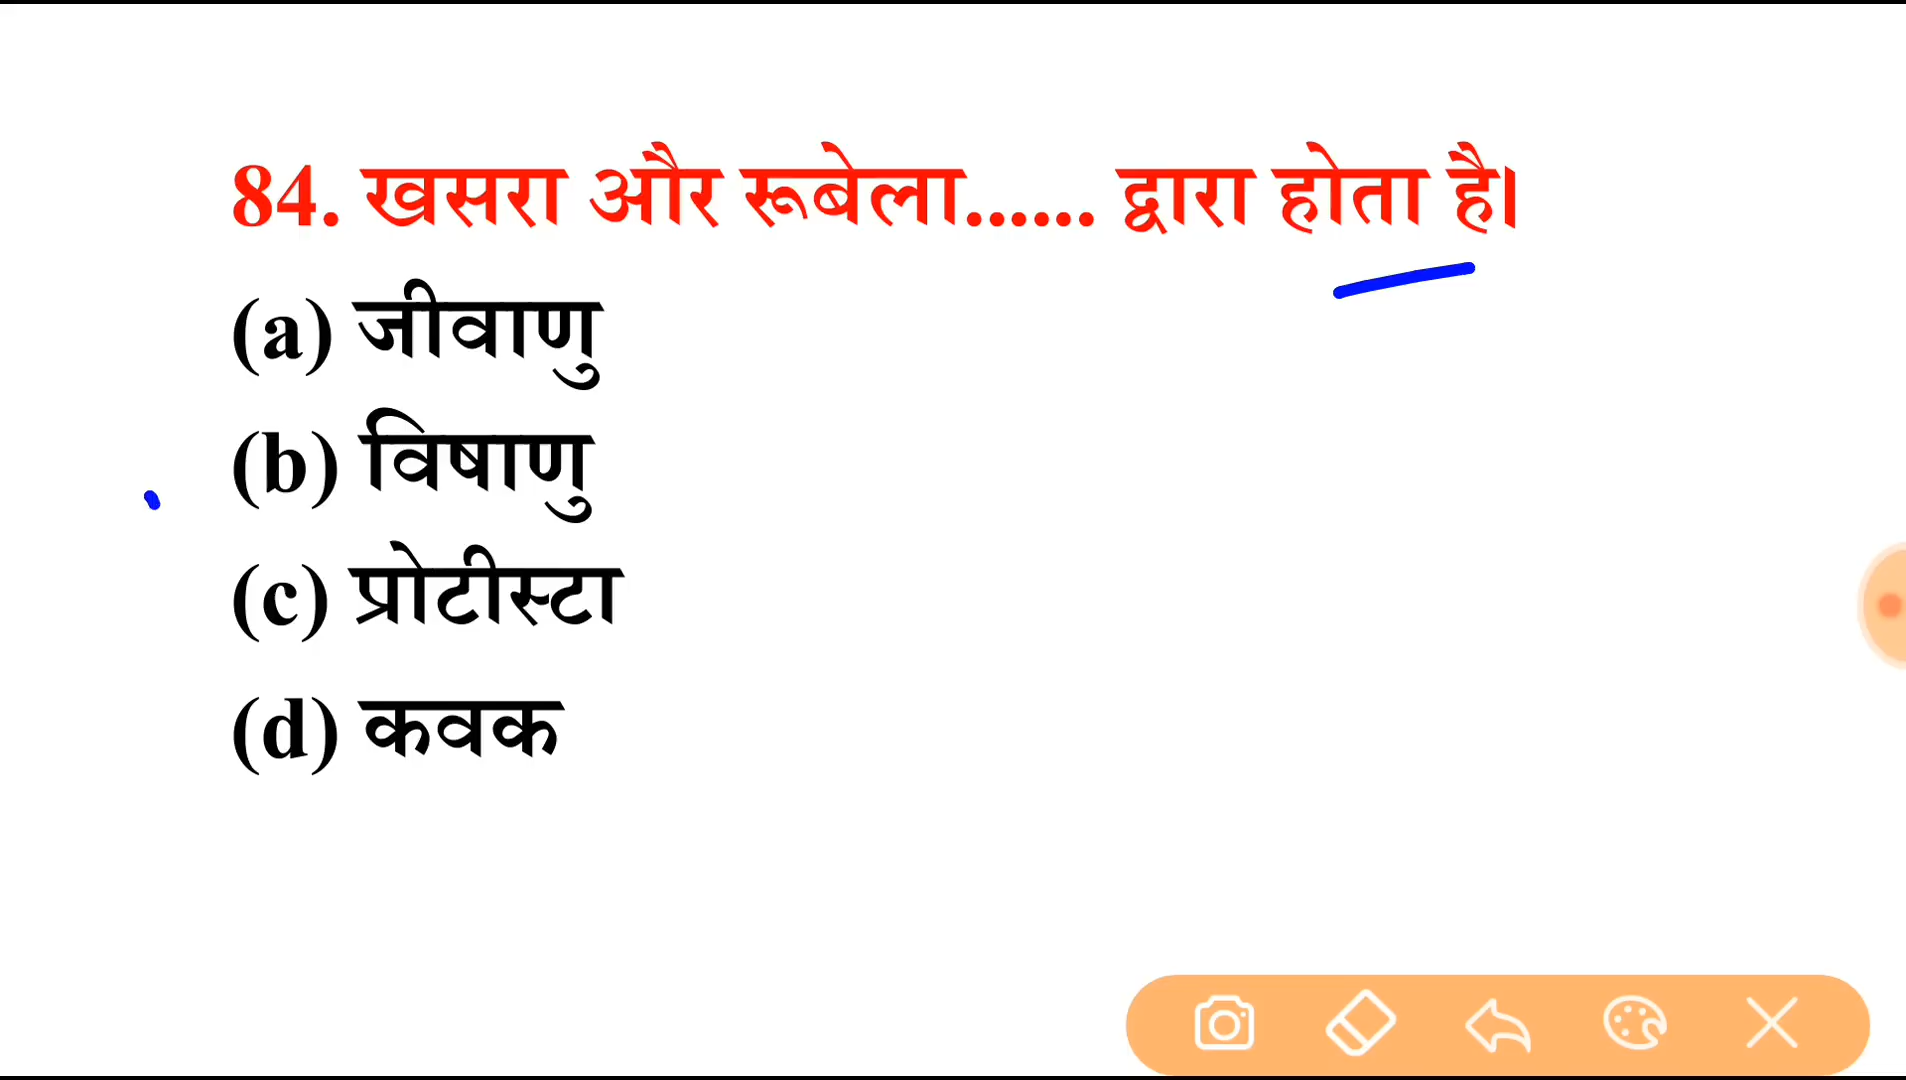 84. खसरा और रूबेला...... द्वारा होता है।
(a) जीवाणु
(b) विषाणु
(c) प्रोटीस्टा
(d) कवक